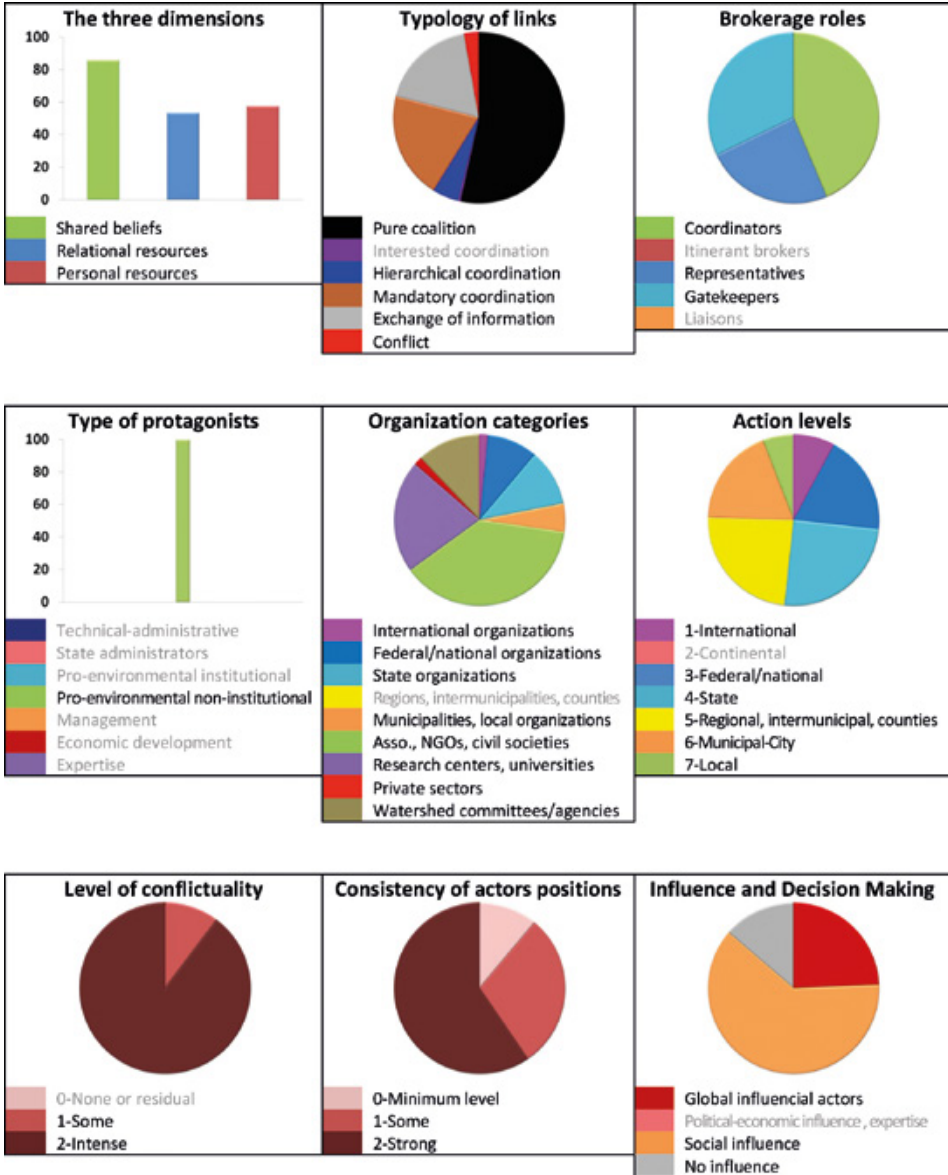 The three dimensions
100
80
60
40
20
0
Shared beliefs
Relational resources
Personal resources
Typology of links
Pure coalition
Interested coordination
Hierarchical coordination
Mandatory coordination
Exchange of information
Conflict
Brokerage roles
Coordinators
Itinerant brokers
Representatives
Gatekeepers
Liaisons
Type of protagonists
100
80
60
40
20
0
Technical-administrative
State administrators
Pro-environmental institutional
Pro-environmental non-institutional
Management
Economic development
Expertise
Organization categories
International organizations
Federal/national organizations
State organizations
Regions, intermunicipalities, counties
Municipalities, local organizations
Asso., NGOs, civil societies
Research centers, universities
Private sectors
Watershed committees/agencies
Action levels
1-International
2-Continental
3-Federal/national
4-State
5-Regional, intermunicipal, counties
6-Municipal-City
7-Local
Level of conflictuality
0-None or residual
1-Some
2-Intense
Consistency of actors positions
0-Minimum level
1-Some
2-Strong
Influence and Decision Making
Global influencial actors
Political-economic influence , expertise
Social influence
No influence